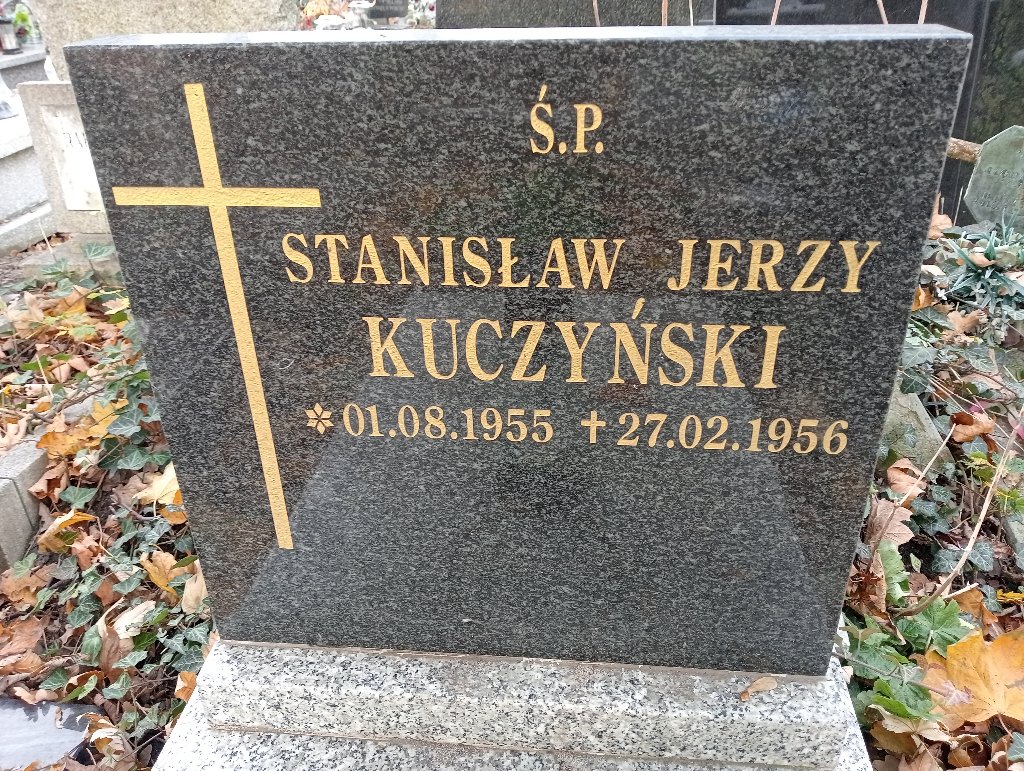 Ś.P.
STANISŁAW JERZY
KUCZYŃSKI
*01.08.1955 +27.02.1956